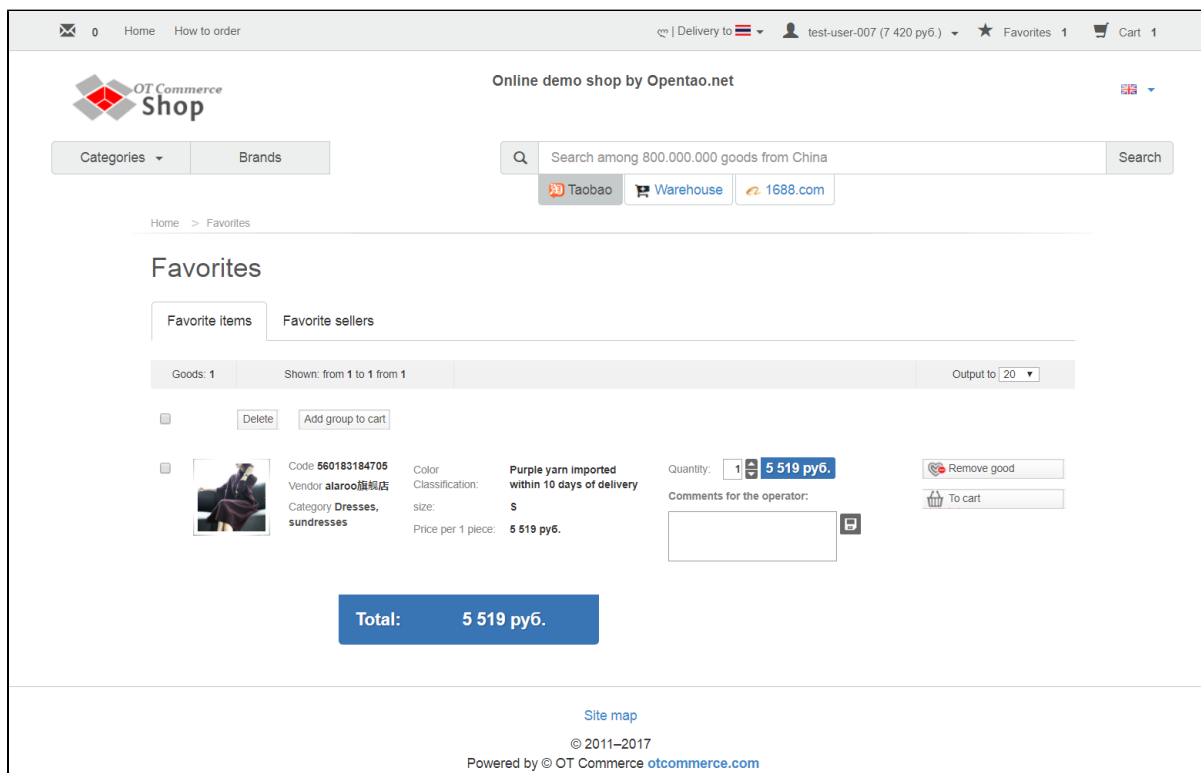 0 Home How to order ლ | Delivery to test-user-007 (7 420 руб.) Favorites 1 Cart 1
OT Commerce
Shop
Online demo shop by Opentao.net
Categories Brands Search among 800.000.000 goods from China Search
Taobao Warehouse 1688.com
Home > Favorites
Favorites
Favorite items Favorite sellers
Goods: 1 Shown: from 1 to 1 from 1 Output to 20
Delete Add group to cart
Code 560183184705
Vendor alaroo旗舰店
Category Dresses,
sundresses
Color
Classification:
Purple yarn imported
within 10 days of delivery
size: S
Price per 1 piece: 5 519 руб.
Quantity: 1 5 519 руб.
Comments for the operator:
Remove good
To cart
Total: 5 519 руб.
Site map
© 2011–2017
Powered by © OT Commerce otcommerce.com